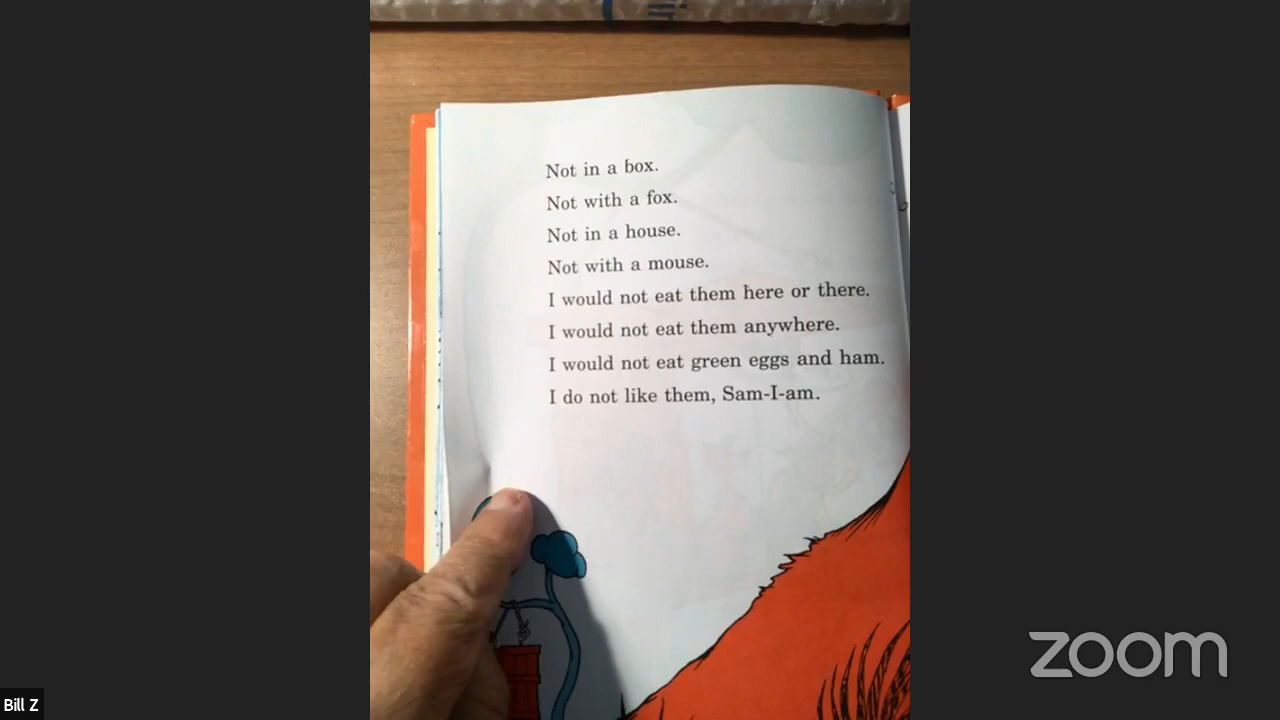 Not in a box.
Not with a fox.
Not in a house.
Not with a mouse.
I would not eat them here or there.
I would not eat them anywhere.
I would not eat green eggs and ham.
I do not like them, Sam-I-am.
zoom
Bill Z